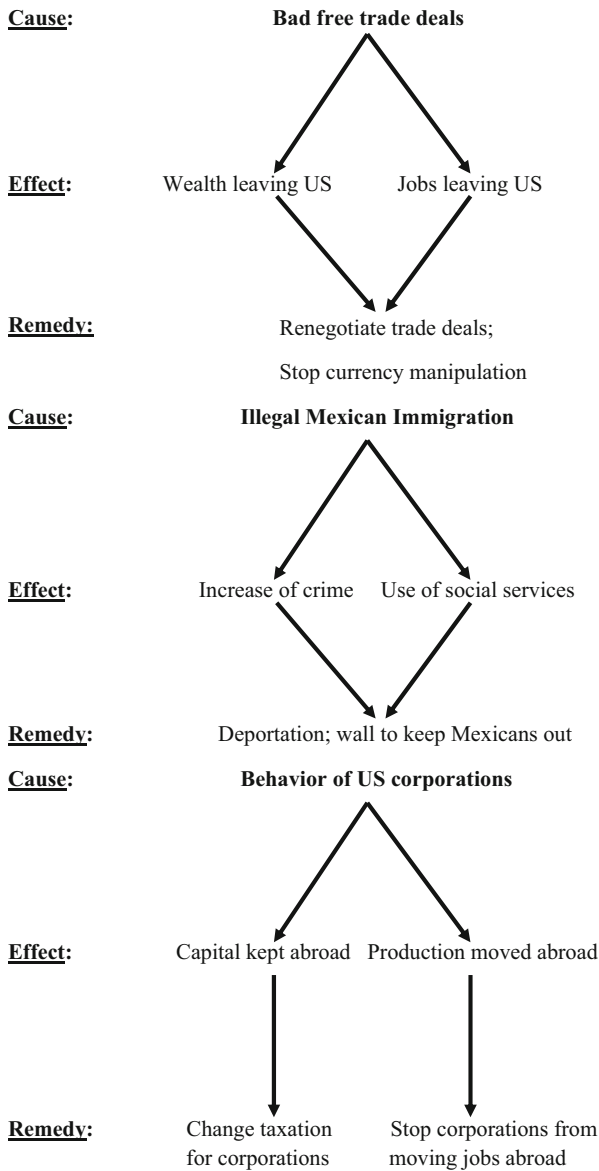 Cause: Bad free trade deals
Effect: Wealth leaving US Jobs leaving US
Remedy: Renegotiate trade deals;
Stop currency manipulation
Cause: Illegal Mexican Immigration
Effect: Increase of crime Use of social services
Remedy: Deportation; wall to keep Mexicans out
Cause: Behavior of US corporations
Effect: Capital kept abroad Production moved abroad
Remedy: Change taxation Stop corporations from
for corporations moving jobs abroad